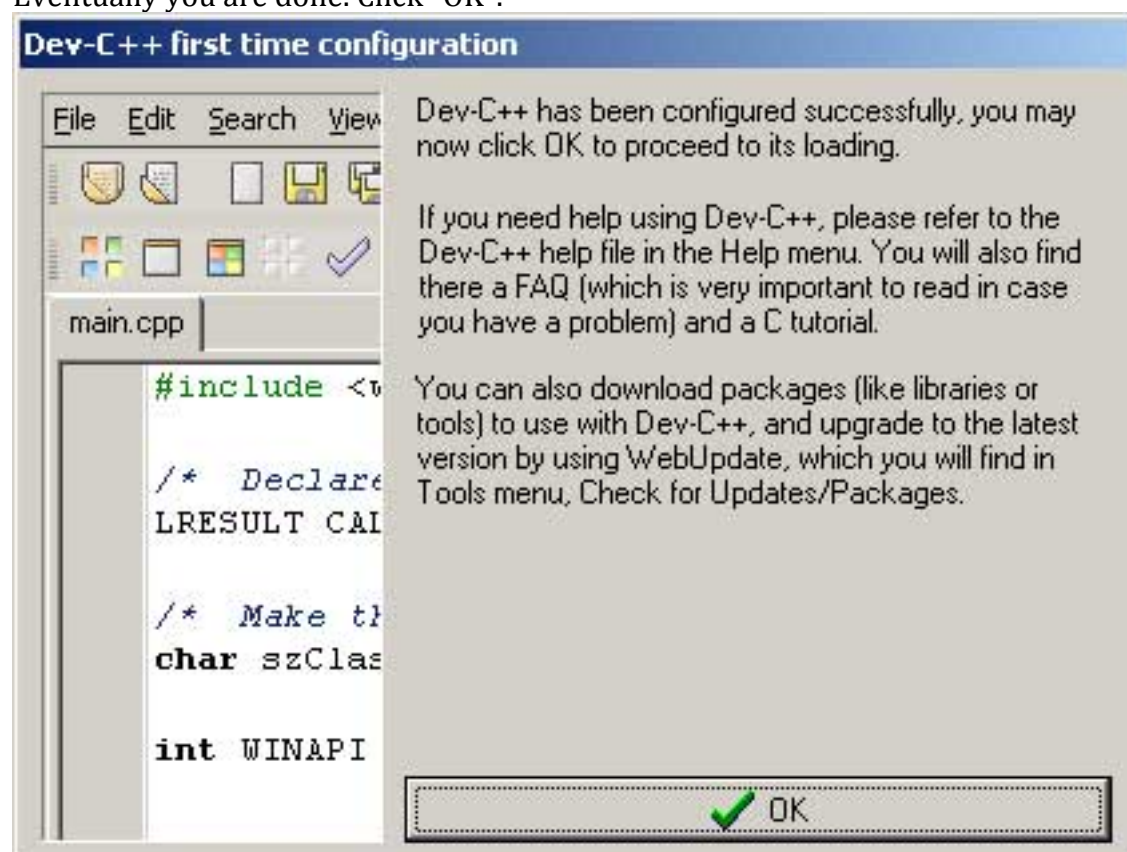 Eventually you are done. Click "OK".
Dev-C++ first time configuration
File Edit Search View
main.cpp
#include
/* Declare
LRESULT
/* Make
char
int WINAPI
Dev-C++ has been configured successfully, you may
now click OK to proceed to its loading.
If you need help using Dev-C++, please refer to the
Dev-C++ help file in the Help menu. You will also find
there a FAQ (which is very important to read in case
you have a problem) and a C tutorial.
You can also download packages (like libraries or
tools) to use with Dev-C++, and upgrade to the latest
version by using WebUpdate, which you will find in
Tools menu, Check for Updates/Packages.
OK